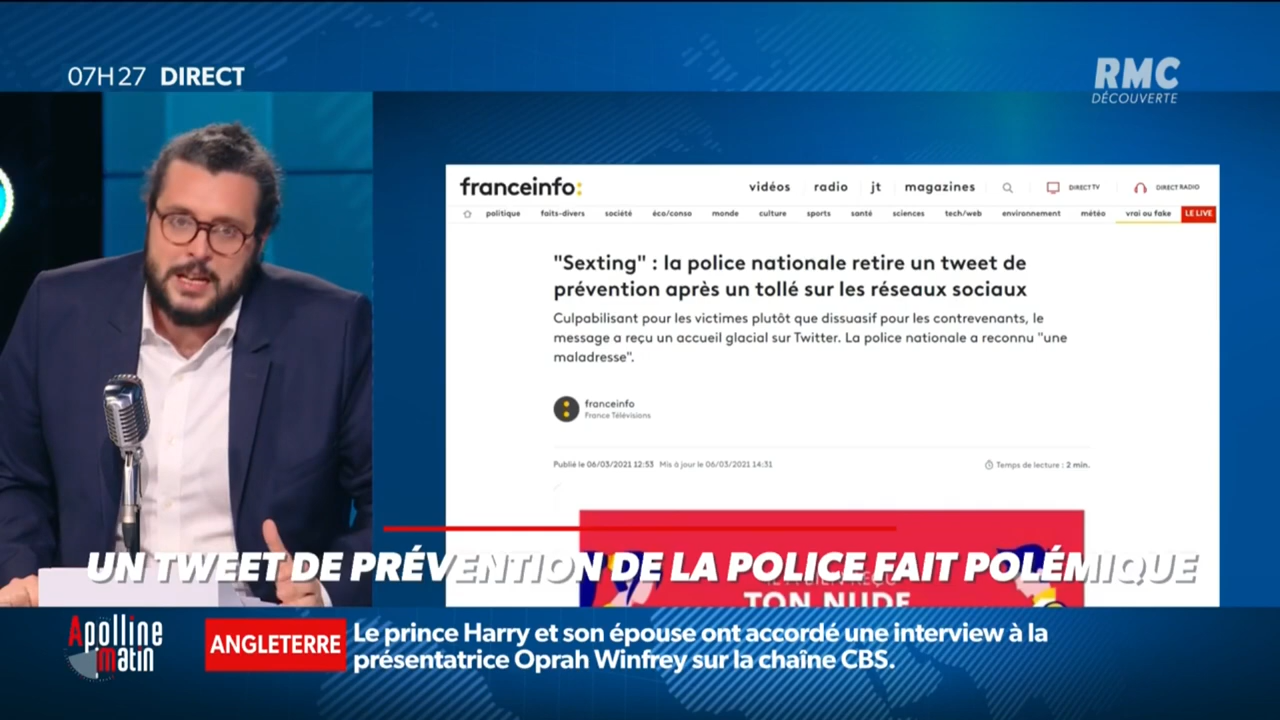 07H27 DIRECT
RMC
DÉCOUVERTE
franceinfo:
vidéos radio jt magazines DIRECT TV DIRECT RADIO
politique faits-divers société éco/conso monde culture sports santé sciences tech/web environnement météo vrai ou fake LE LIVE
"Sexting" : la police nationale retire un tweet de
prévention après un tollé sur les réseaux sociaux
Culpabilisant pour les victimes plutôt que dissuasif pour les contrevenants, le
message a reçu un accueil glacial sur Twitter. La police nationale a reconnu "une
maladresse".
franceinfo
France Télévisions
Publié le 06/03/2021 12:53 Mis à jour le 06/03/2021 14:31
Temps de lecture : 2 min.
UN TWEET DE PRÉVENTION DE LA POLICE FAIT POLÉMIQUE
TON NUDE
Apolline
Matin
ANGLETERRE
Le prince Harry et son épouse ont accordé une interview à la
présentatrice Oprah Winfrey sur la chaîne CBS.